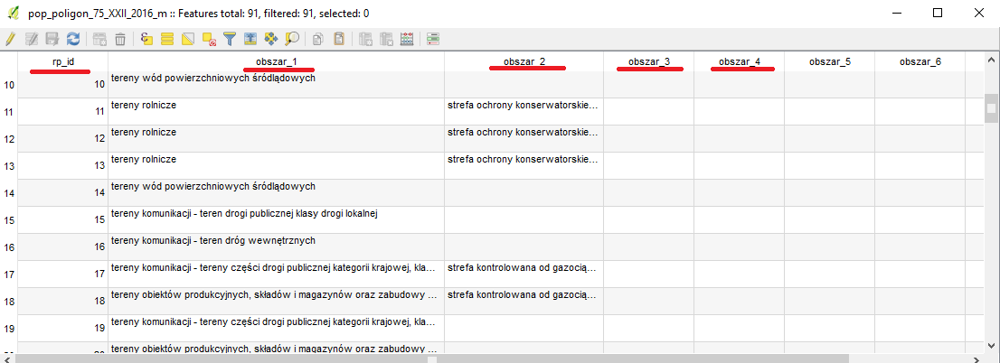 pop_poligon_75_XXII_2016_m :: Features total: 91, filtered: 91, selected: 0
rp_id obszar_1 obszar_2 obszar_3 obszar_4 obszar_5 obszar_6
10 10 tereny wód powierzchniowych śródlądowych
11 11 tereny rolnicze strefa ochrony konserwatorskie...
12 12 tereny rolnicze strefa ochrony konserwatorskie...
13 13 tereny rolnicze strefa ochrony konserwatorskie...
14 14 tereny wód powierzchniowych śródlądowych
15 15 tereny komunikacji - teren drogi publicznej klasy drogi lokalnej
16 16 tereny komunikacji - teren dróg wewnętrznych
17 17 tereny komunikacji - tereny części drogi publicznej kategorii krajowej, kla... strefa kontrolowana od gazocią...
18 18 tereny obiektów produkcyjnych, składów i magazynów oraz zabudowy ... strefa kontrolowana od gazocią...
19 19 tereny komunikacji - tereny części drogi publicznej kategorii krajowej, kla...
tereny obiektów produkcyjnych, składów i magazynów oraz zabudowy ...